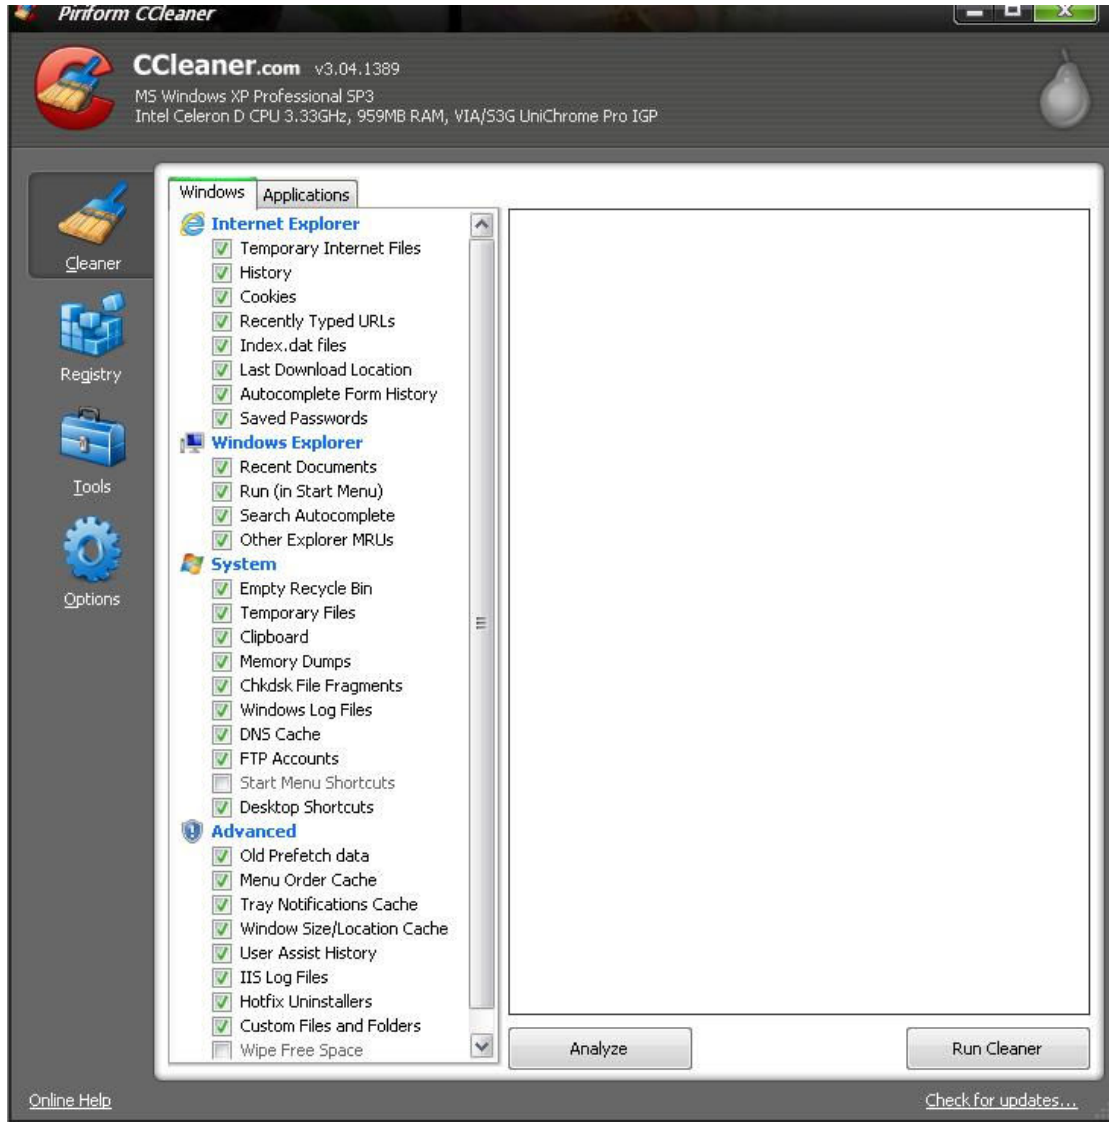 Piriform CCleaner
CCleaner.com v3.04.1389
MS Windows XP Professional SP3
Intel Celeron D CPU 3.33GHz, 959MB RAM, VIA/S3G UniChrome Pro IGP
Cleaner
Registry
Tools
Options
Windows
Applications
Internet Explorer
Temporary Internet Files
History
Cookies
Recently Typed URLs
Index.dat files
Last Download Location
Autocomplete Form History
Saved Passwords
Windows Explorer
Recent Documents
Run (in Start Menu)
Search Autocomplete
Other Explorer MRUs
System
Empty Recycle Bin
Temporary Files
Clipboard
Memory Dumps
Chkdsk File Fragments
Windows Log Files
DNS Cache
FTP Accounts
Start Menu Shortcuts
Desktop Shortcuts
Advanced
Old Prefetch data
Menu Order Cache
Tray Notifications Cache
Window Size/Location Cache
User Assist History
IIS Log Files
Hotfix Uninstallers
Custom Files and Folders
Wipe Free Space
Analyze
Run Cleaner
Online Help
Check for updates...